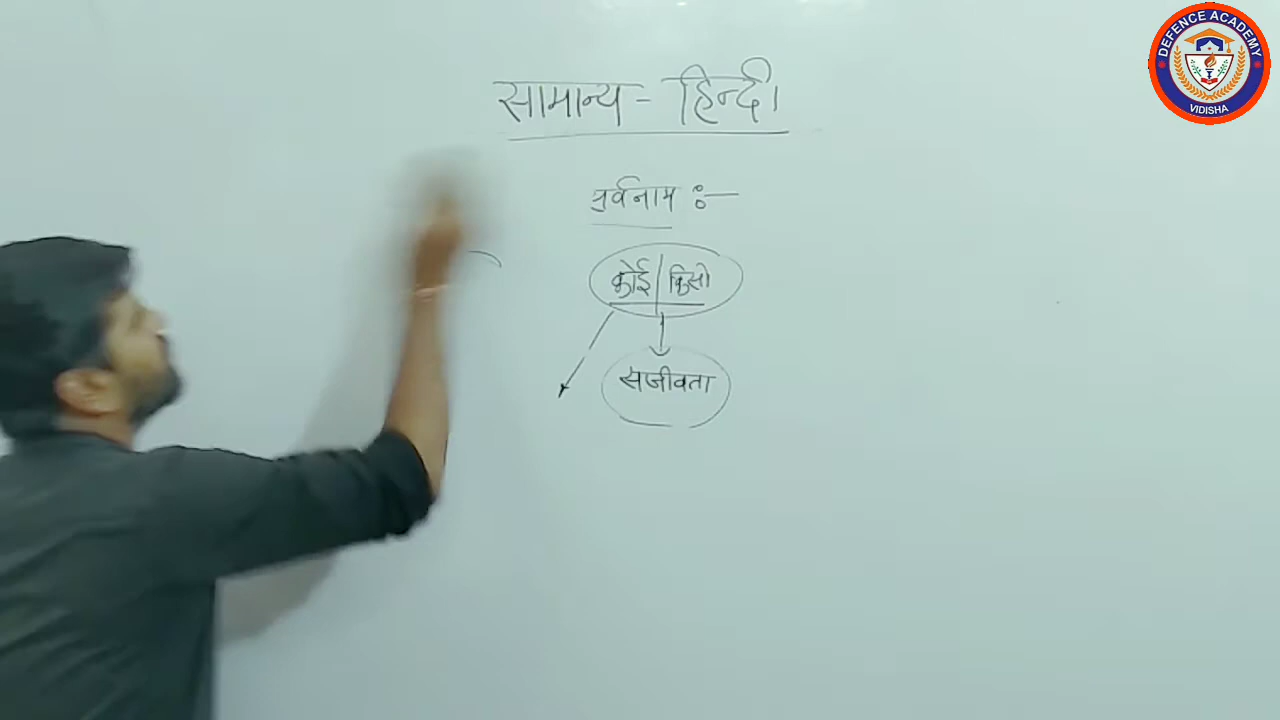 DEFENCE ACADEMY
VIDISHA
सामान्य - हिन्दी
सर्वनाम :—
कोई | किसी
सजीवता